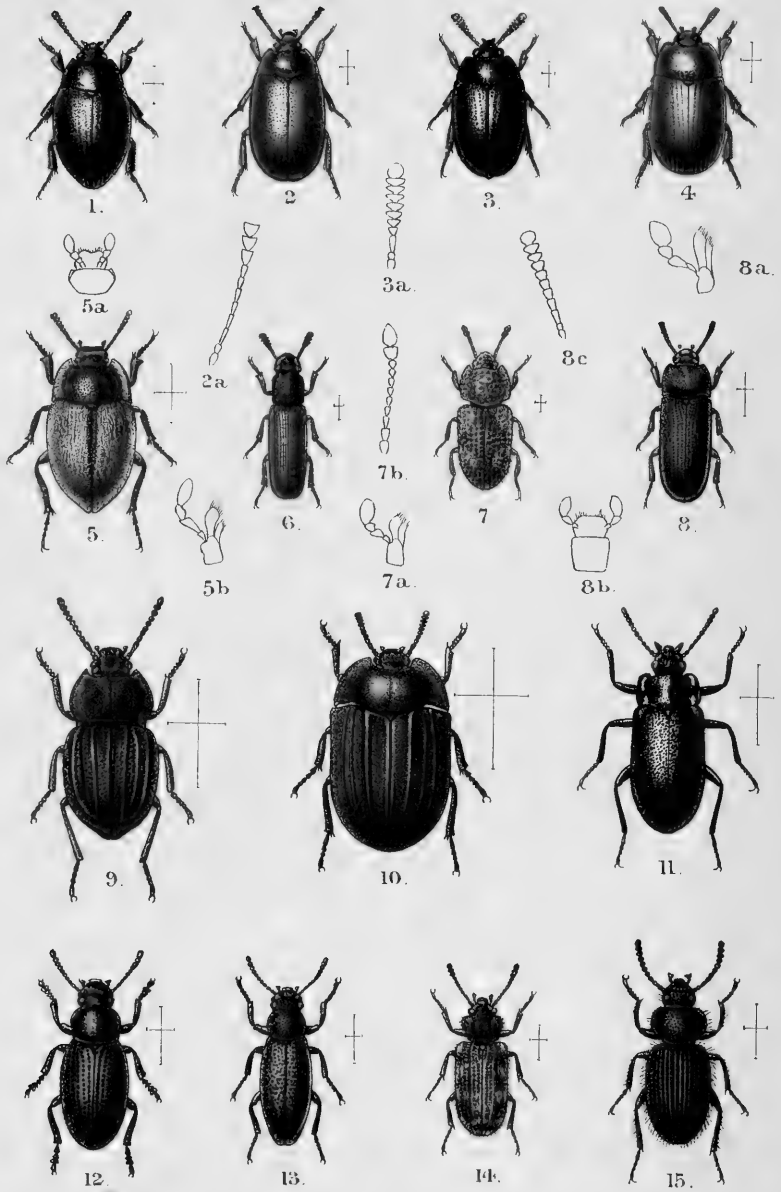 1. 2 3. 4
5a 2a 3a. 8c 8a.
5. 6. 7b. 7 8.
5b 7a. 8b.
9. 10. 11.
12. 13. 14. 15.